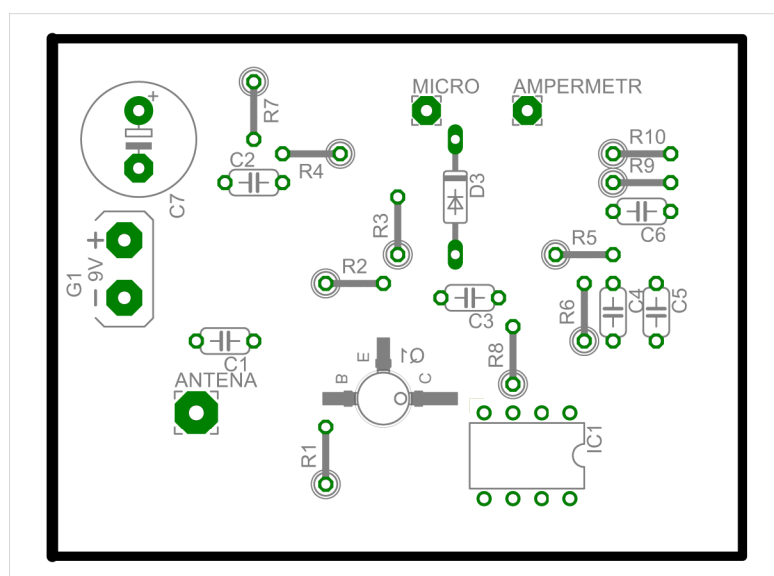 MICRO
AMPERMETR
+
R7
R10
C2
R4
R9
D3
C7
R3
C6
+
9V
−
G1
R5
R2
C3
R6
C4
C5
C1
E
Q1
R8
ANTENA
B
C
IC1
R1